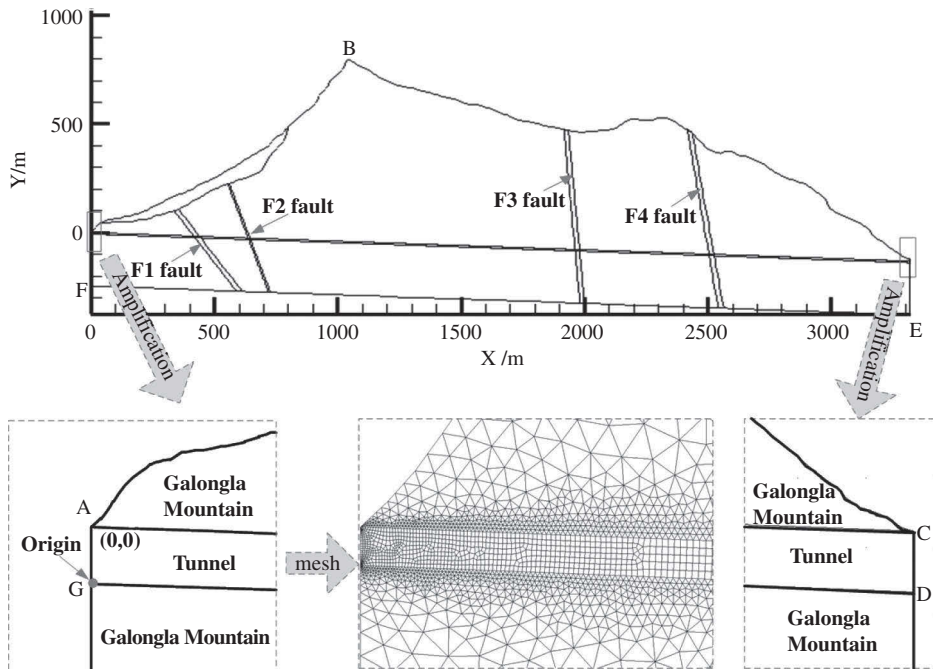 1000
B
Y/m
500
F2 fault
F3 fault
F4 fault
0
F1 fault
F
0
500
1000
1500
2000
2500
3000
E
X /m
Amplification
Amplification
Galongla
Mountain
A
(0,0)
Origin
Tunnel
G
Galongla Mountain
mesh
Galongla
Mountain
C
Tunnel
D
Galongla
Mountain